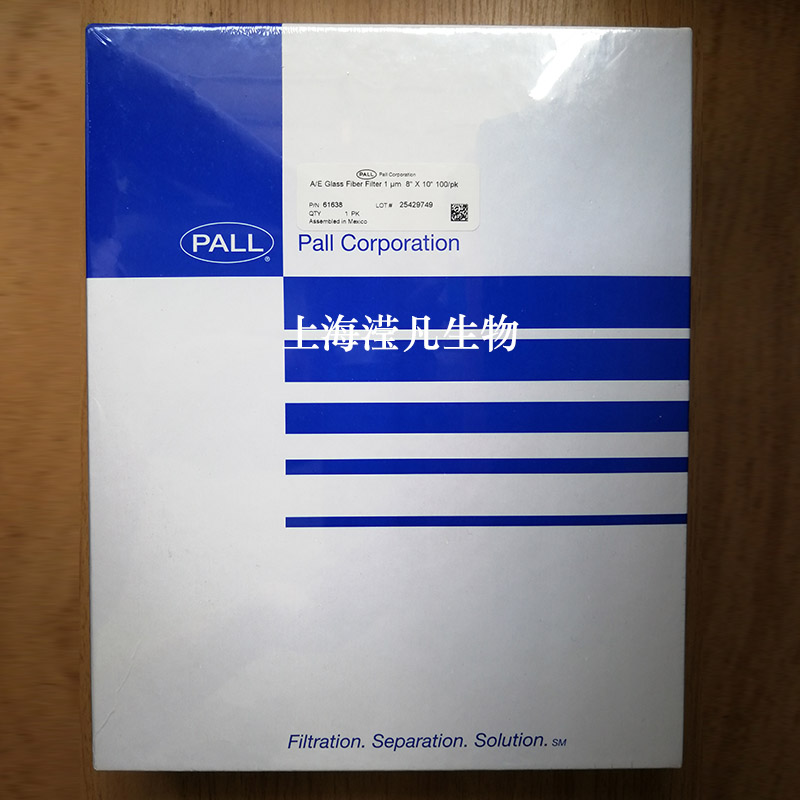 PALL Pall Corporation
A/E Glass Fiber Filter 1 µm 8" X 10" 100/pk
P/N 61638 LOT # 25429749
QTY 1 PK
Assembled in Mexico
PALL ®
Pall Corporation
上海滢凡生物
Filtration. Separation. Solution. SM